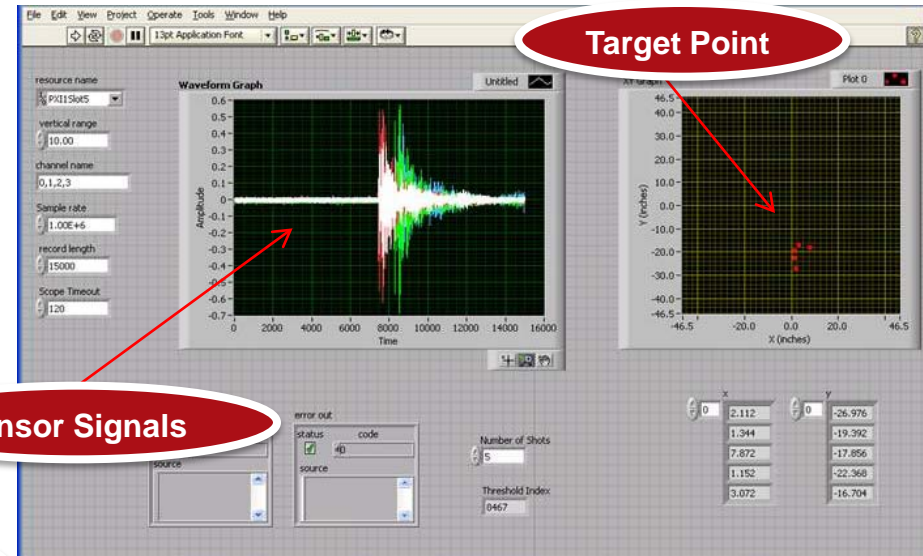 File Edit View Project Operate Tools Window Help
13pt Application Font
Target Point
resource name
PXI1Slot5
vertical range
10.00
channel name
0,1,2,3
Sample rate
1.00E+6
record length
15000
Scope Timeout
120
Waveform Graph
Untitled
0.6
0.5
0.4
0.3
0.2
0.1
0
-0.1
-0.2
-0.3
-0.4
-0.5
-0.6
-0.7
Amplitude
0 2000 4000 6000 8000 10000 12000 14000 16000
Time
XY Graph
Plot 0
46.5
40.0
30.0
20.0
10.0
0.0
-10.0
-20.0
-30.0
-40.0
-46.5
Y (inches)
-46.5 -20.0 0.0 20.0 46.5
X (inches)
nsor Signals
source
error out
status code
0
source
Number of Shots
5
Threshold Index
8467
x y
0 2.112 0 -26.976
1.344 -19.392
7.872 -17.856
1.152 -22.368
3.072 -16.704